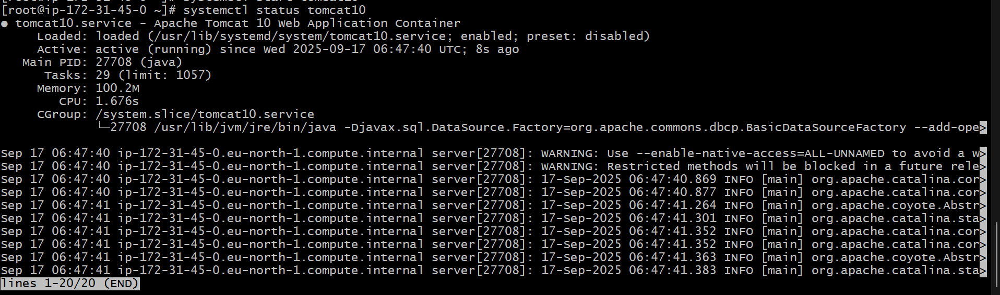 [root@ip-172-31-45-0 ~]# systemctl start tomcat10
[root@ip-172-31-45-0 ~]# systemctl status tomcat10
● tomcat10.service - Apache Tomcat 10 Web Application Container
     Loaded: loaded (/usr/lib/systemd/system/tomcat10.service; enabled; preset: disabled)
     Active: active (running) since Wed 2025-09-17 06:47:40 UTC; 8s ago
   Main PID: 27708 (java)
      Tasks: 29 (limit: 1057)
     Memory: 100.2M
        CPU: 1.676s
     CGroup: /system.slice/tomcat10.service
             └─27708 /usr/lib/jvm/jre/bin/java -Djavax.sql.DataSource.Factory=org.apache.commons.dbcp.BasicDataSourceFactory --add-ope>
Sep 17 06:47:40 ip-172-31-45-0.eu-north-1.compute.internal server[27708]: WARNING: Use --enable-native-access=ALL-UNNAMED to avoid a w>
Sep 17 06:47:40 ip-172-31-45-0.eu-north-1.compute.internal server[27708]: WARNING: Restricted methods will be blocked in a future rele>
Sep 17 06:47:40 ip-172-31-45-0.eu-north-1.compute.internal server[27708]: 17-Sep-2025 06:47:40.869 INFO [main] org.apache.catalina.cor>
Sep 17 06:47:40 ip-172-31-45-0.eu-north-1.compute.internal server[27708]: 17-Sep-2025 06:47:40.877 INFO [main] org.apache.catalina.cor>
Sep 17 06:47:41 ip-172-31-45-0.eu-north-1.compute.internal server[27708]: 17-Sep-2025 06:47:41.264 INFO [main] org.apache.coyote.Abstr>
Sep 17 06:47:41 ip-172-31-45-0.eu-north-1.compute.internal server[27708]: 17-Sep-2025 06:47:41.301 INFO [main] org.apache.catalina.sta>
Sep 17 06:47:41 ip-172-31-45-0.eu-north-1.compute.internal server[27708]: 17-Sep-2025 06:47:41.352 INFO [main] org.apache.catalina.cor>
Sep 17 06:47:41 ip-172-31-45-0.eu-north-1.compute.internal server[27708]: 17-Sep-2025 06:47:41.352 INFO [main] org.apache.catalina.cor>
Sep 17 06:47:41 ip-172-31-45-0.eu-north-1.compute.internal server[27708]: 17-Sep-2025 06:47:41.363 INFO [main] org.apache.coyote.Abstr>
Sep 17 06:47:41 ip-172-31-45-0.eu-north-1.compute.internal server[27708]: 17-Sep-2025 06:47:41.383 INFO [main] org.apache.catalina.sta>
lines 1-20/20 (END)